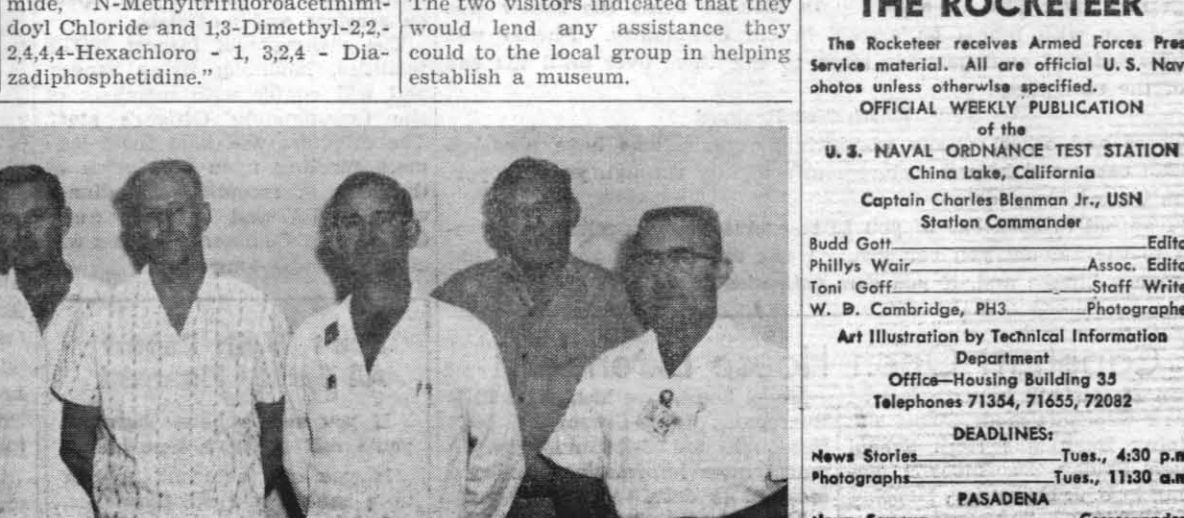 mide, N-Methyltrifluoroacetinimi-
doyl Chloride and 1,3-Dimethyl-2,2,-
2,4,4,4-Hexachloro - 1, 3,2,4 - Dia-
zadiphosphetidine."
The two visitors indicated that they
would lend any assistance they
could to the local group in helping
establish a museum.
THE ROCKETEER
The Rocketeer receives Armed Forces Pres
Service material. All are official U. S. Nav
photos unless otherwise specified.
OFFICIAL WEEKLY PUBLICATION
of the
U. S. NAVAL ORDNANCE TEST STATION
China Lake, California
Captain Charles Blenman Jr., USN
Station Commander
Budd Gott Edito
Phillys Wair Assoc. Edito
Toni Goff Staff Write
W. D. Cambridge, PH3 Photographe
Art Illustration by Technical Information
Department
Office—Housing Building 35
Telephones 71354, 71655, 72082
DEADLINES:
News Stories Tues., 4:30 p.m
Photographs Tues., 11:30 a.m
PASADENA